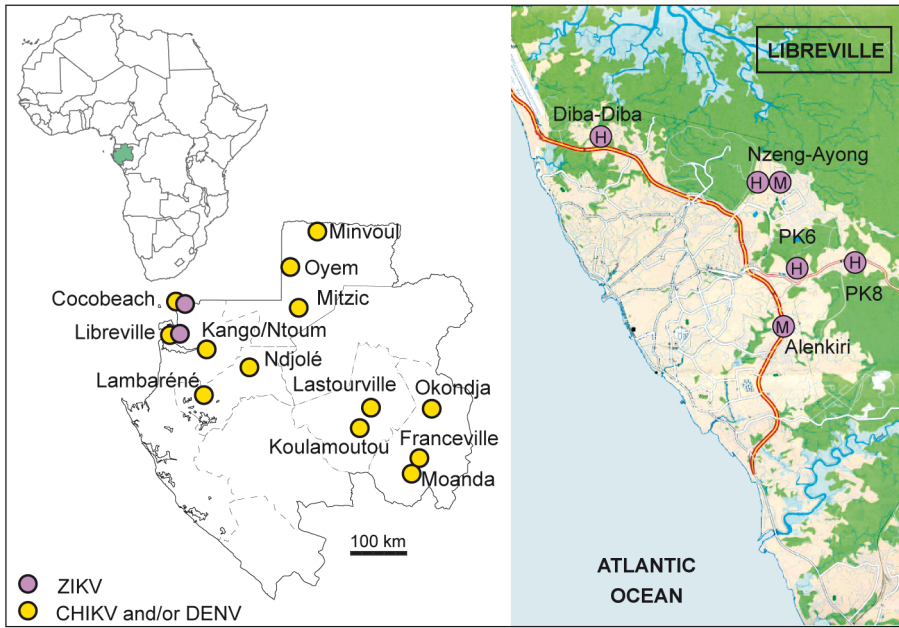 Minvoul
Oyem
Cocobeach
Mitzic
Libreville
Kango/Ntoum
Ndjolé
Lambaréné
Lastourville
Okondja
Koulamoutou
Franceville
Moanda
100 km
ZIKV
CHIKV and/or DENV
LIBREVILLE
Diba-Diba
H
Nzeng-Ayong
H M
PK6
H
H
PK8
M
Alenkiri
ATLANTIC
OCEAN